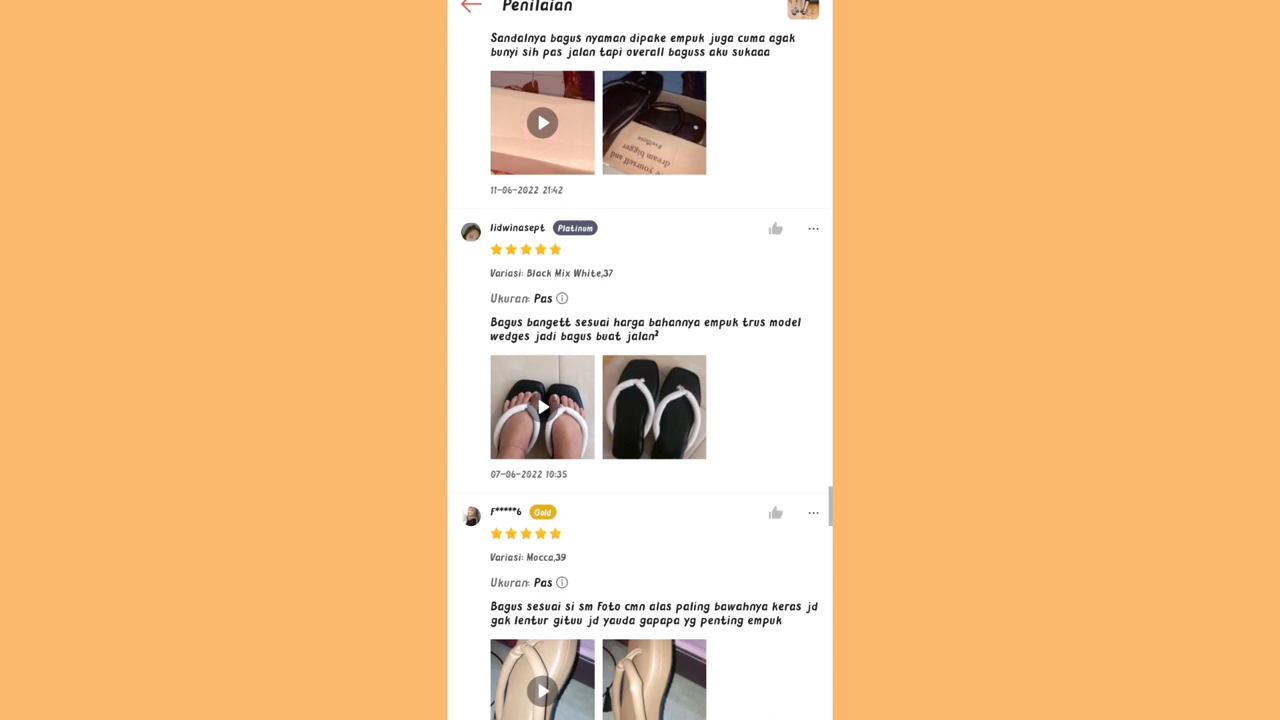 Penilaian
Sandalnya bagus nyaman dipake empuk juga cuma agak
bunyi sih pas jalan tapi overall baguss aku sukaaa
dream bigger
11-06-2022 21:42
lidwinasept Platinum
Variasi: Black Mix White,37
Ukuran: Pas
Bagus bangett sesuai harga bahannya empuk trus model
wedges jadi bagus buat jalan²
07-06-2022 10:35
F*****6 Gold
Variasi: Mocca,39
Ukuran: Pas
Bagus sesuai si sm Foto cmn alas paling bawahnya keras jd
gak lentur gituu jd yauda gapapa yg penting empuk